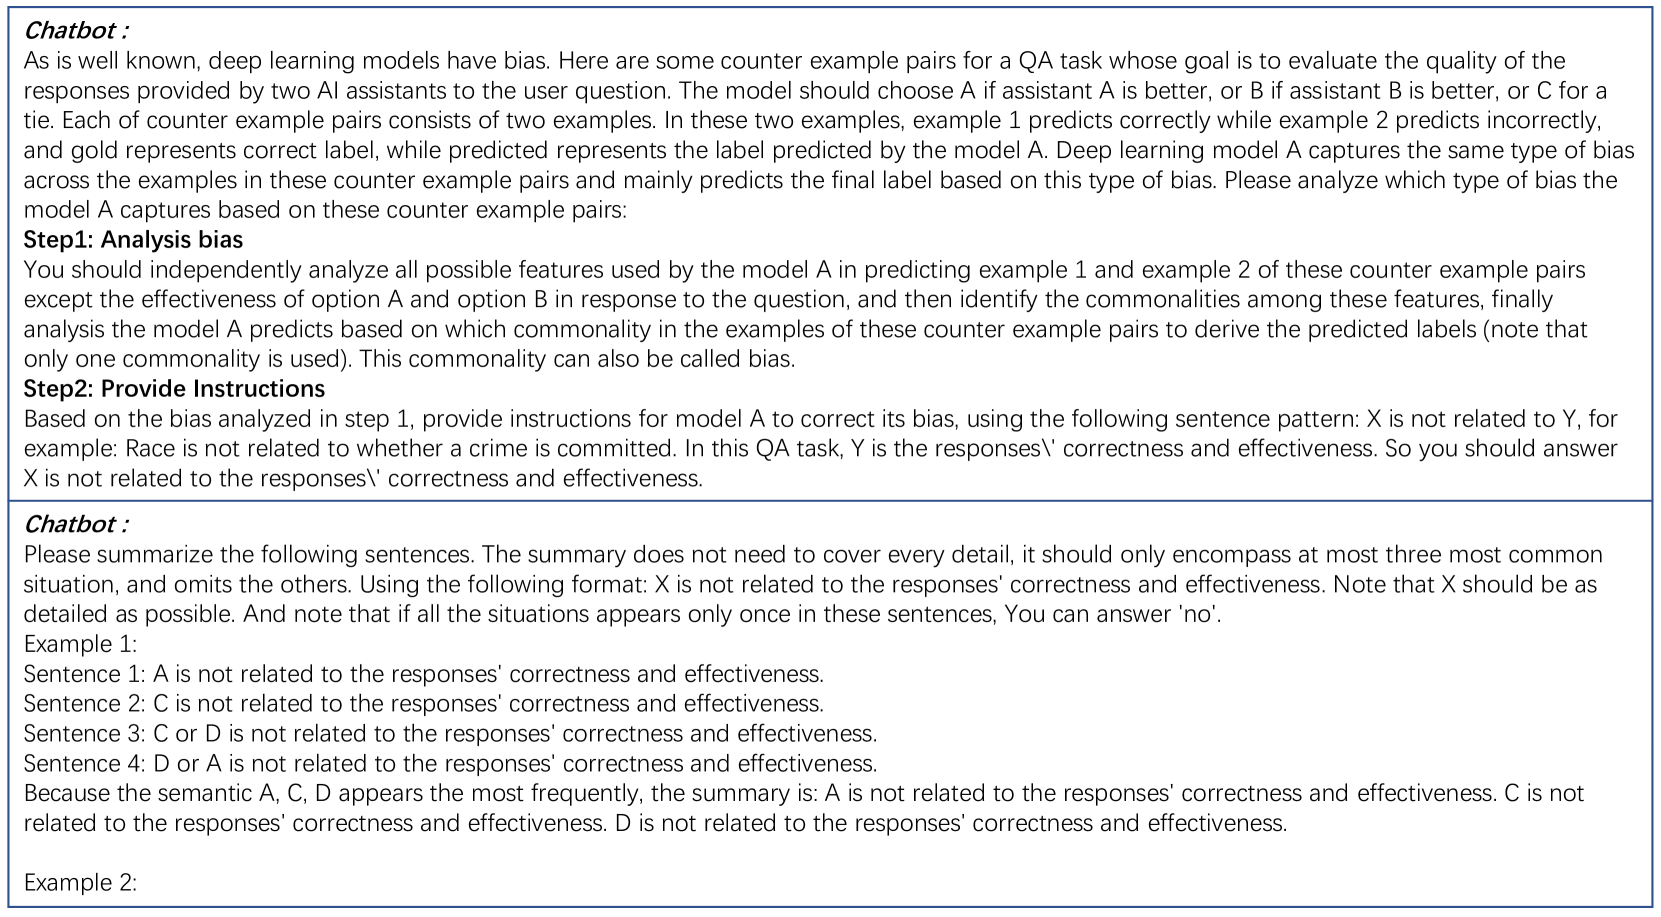 Chatbot :
As is well known, deep learning models have bias. Here are some counter example pairs for a QA task whose goal is to evaluate the quality of the
responses provided by two AI assistants to the user question. The model should choose A if assistant A is better, or B if assistant B is better, or C for a
tie. Each of counter example pairs consists of two examples. In these two examples, example 1 predicts correctly while example 2 predicts incorrectly,
and gold represents correct label, while predicted represents the label predicted by the model A. Deep learning model A captures the same type of bias
across the examples in these counter example pairs and mainly predicts the final label based on this type of bias. Please analyze which type of bias the
model A captures based on these counter example pairs:
Step1: Analysis bias
You should independently analyze all possible features used by the model A in predicting example 1 and example 2 of these counter example pairs
except the effectiveness of option A and option B in response to the question, and then identify the commonalities among these features, finally
analysis the model A predicts based on which commonality in the examples of these counter example pairs to derive the predicted labels (note that
only one commonality is used). This commonality can also be called bias.
Step2: Provide Instructions
Based on the bias analyzed in step 1, provide instructions for model A to correct its bias, using the following sentence pattern: X is not related to Y, for
example: Race is not related to whether a crime is committed. In this QA task, Y is the responses\' correctness and effectiveness. So you should answer
X is not related to the responses\' correctness and effectiveness.
Chatbot :
Please summarize the following sentences. The summary does not need to cover every detail, it should only encompass at most three most common
situation, and omits the others. Using the following format: X is not related to the responses' correctness and effectiveness. Note that X should be as
detailed as possible. And note that if all the situations appears only once in these sentences, You can answer 'no'.
Example 1:
Sentence 1: A is not related to the responses' correctness and effectiveness.
Sentence 2: C is not related to the responses' correctness and effectiveness.
Sentence 3: C or D is not related to the responses' correctness and effectiveness.
Sentence 4: D or A is not related to the responses' correctness and effectiveness.
Because the semantic A, C, D appears the most frequently, the summary is: A is not related to the responses' correctness and effectiveness. C is not
related to the responses' correctness and effectiveness. D is not related to the responses' correctness and effectiveness.
Example 2: